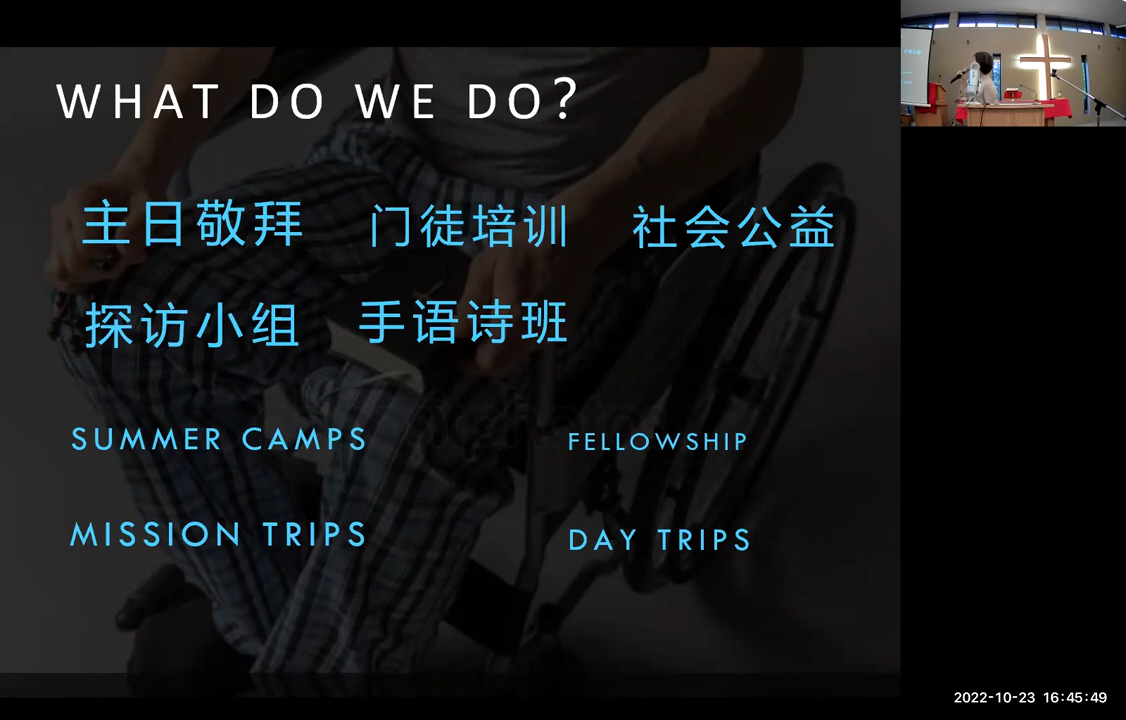 WHAT DO WE DO?
主日敬拜 门徒培训 社会公益
探访小组 手语诗班
SUMMER CAMPS FELLOWSHIP
MISSION TRIPS DAY TRIPS
2022-10-23 16:45:49